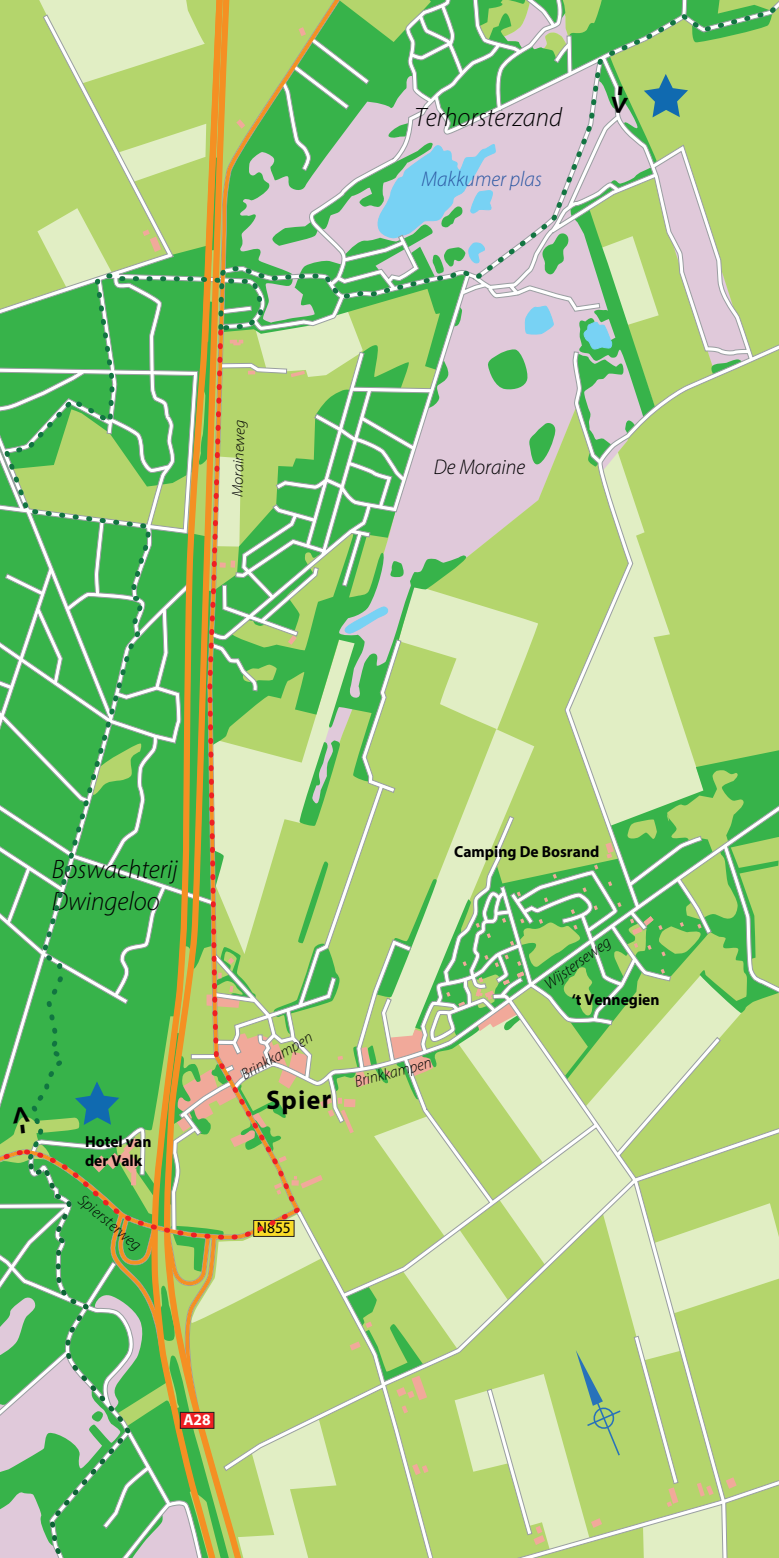 Terhorsterzand
Makkumer plas
Moraineweg
De Moraine
Camping De Bosrand
Boswachterij
Dwingeloo
Wijsterseweg
‘t Vennegien
Brinkkampen
Brinkkampen
Spier
Hotel van
der Valk
Spiersterweg
N855
A28